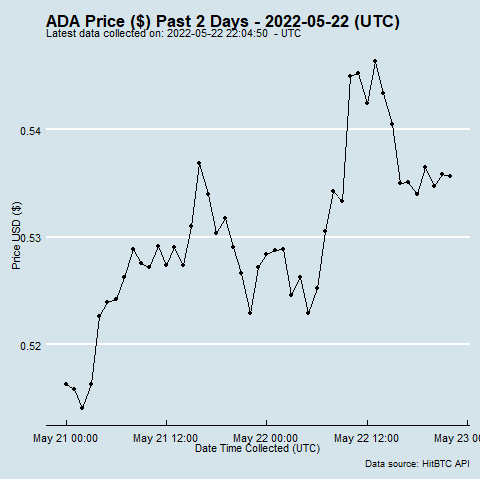 ADA Price ($) Past 2 Days - 2022-05-22 (UTC)
Latest data collected on: 2022-05-22 22:04:50 - UTC
0.54
0.53
0.52
Price USD ($)
May 21 00:00 May 21 12:00 May 22 00:00 May 22 12:00 May 23 00
Date Time Collected (UTC)
Data source: HitBTC API